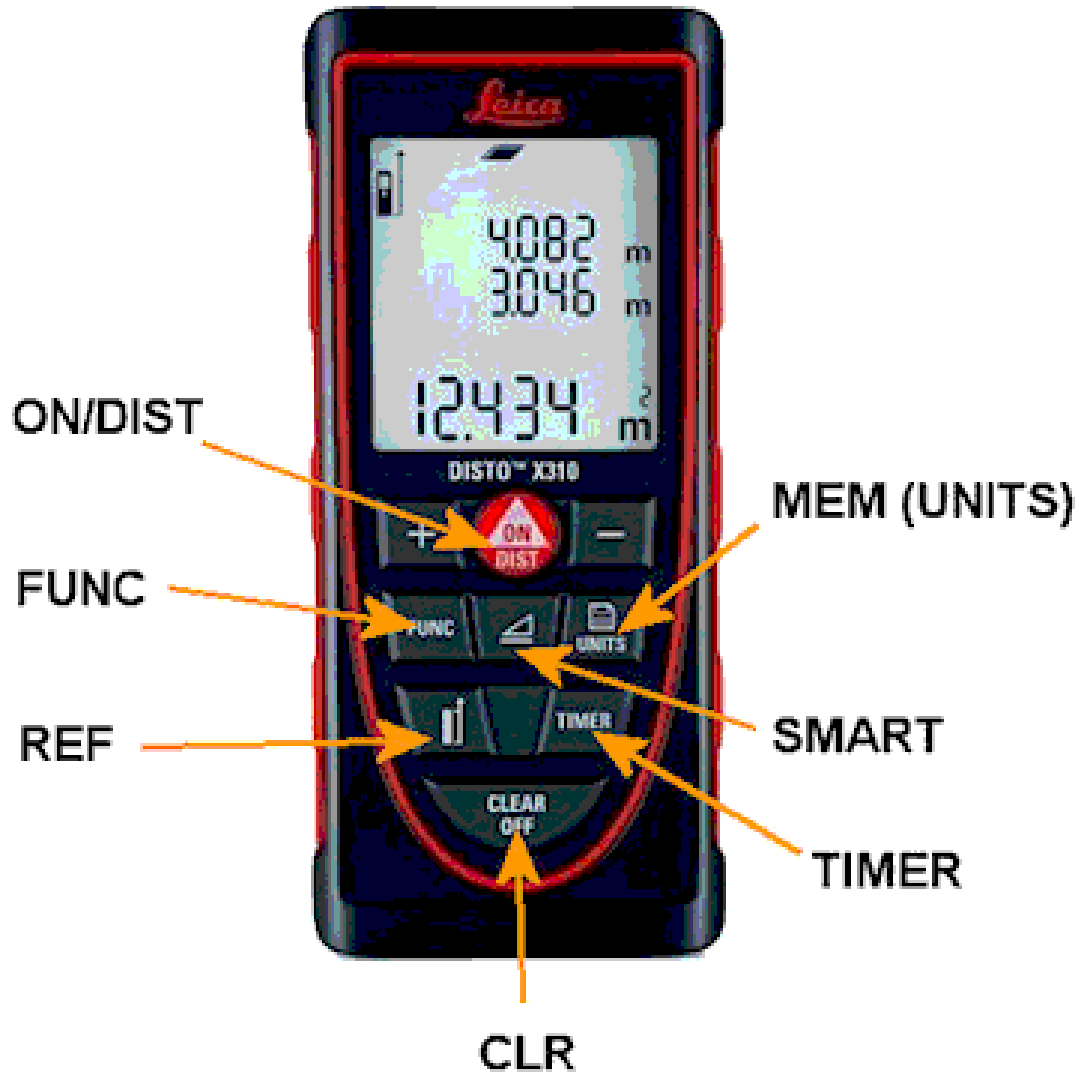 Leica
4.082 m
3.046 m
12.434 m²
DISTO™ X310
ON/DIST
+
ON
DIST
−
MEM (UNITS)
FUNC
FUNC
UNITS
REF
TIMER
SMART
CLEAR
OFF
TIMER
CLR